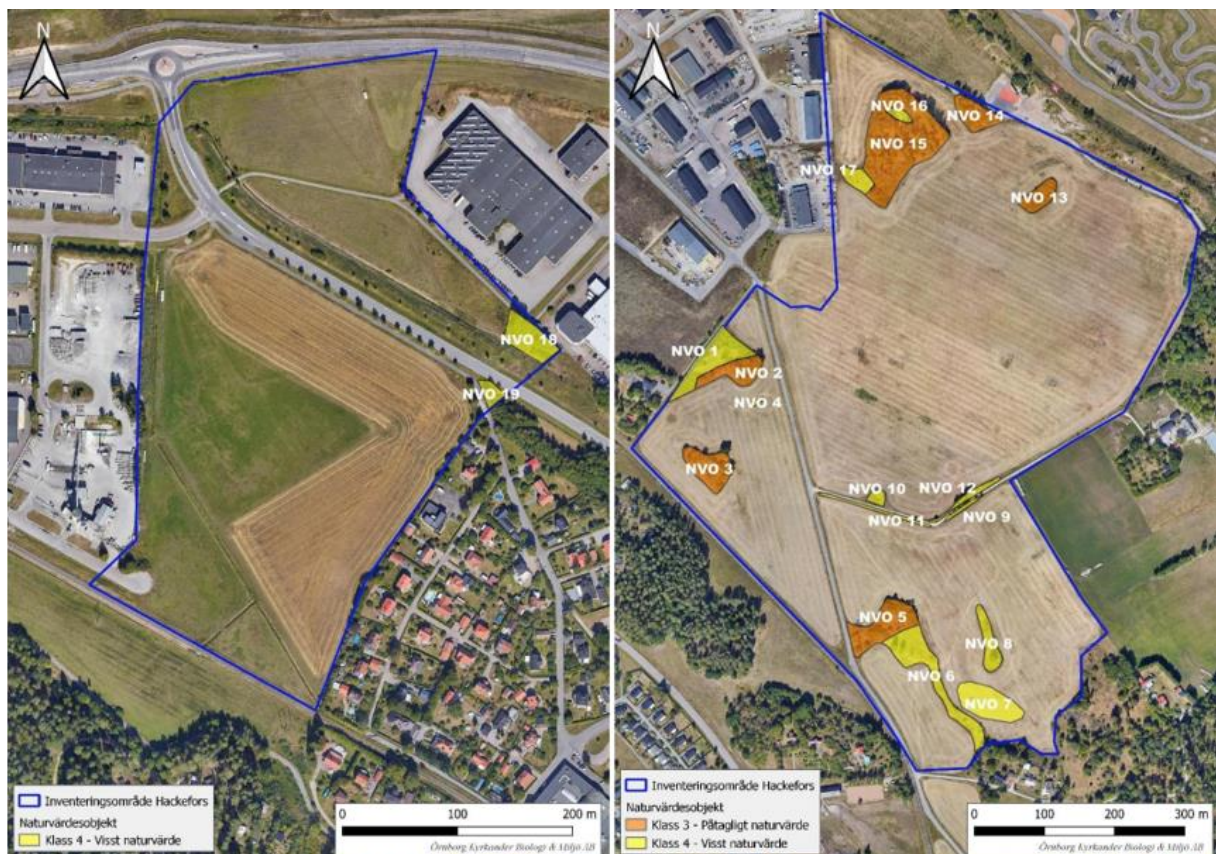 N
NVO 18
NVO 19
Inventeringsområde Hackefors
Naturvärdesobjekt
Klass 4 - Visst naturvärde
0 100 200 m
Örnborg Kyrkander Biologi & Miljö AB
N
NVO 16
NVO 14
NVO 15
NVO 17
NVO 13
NVO 1
NVO 2
NVO 4
NVO 3
NVO 10
NVO 12
NVO 11
NVO 9
NVO 5
NVO 8
NVO 6
NVO 7
Inventeringsområde Hackefors
Naturvärdesobjekt
Klass 3 - Påtagligt naturvärde
Klass 4 - Visst naturvärde
0 100 200 300 m
Örnborg Kyrkander Biologi & Miljö AB